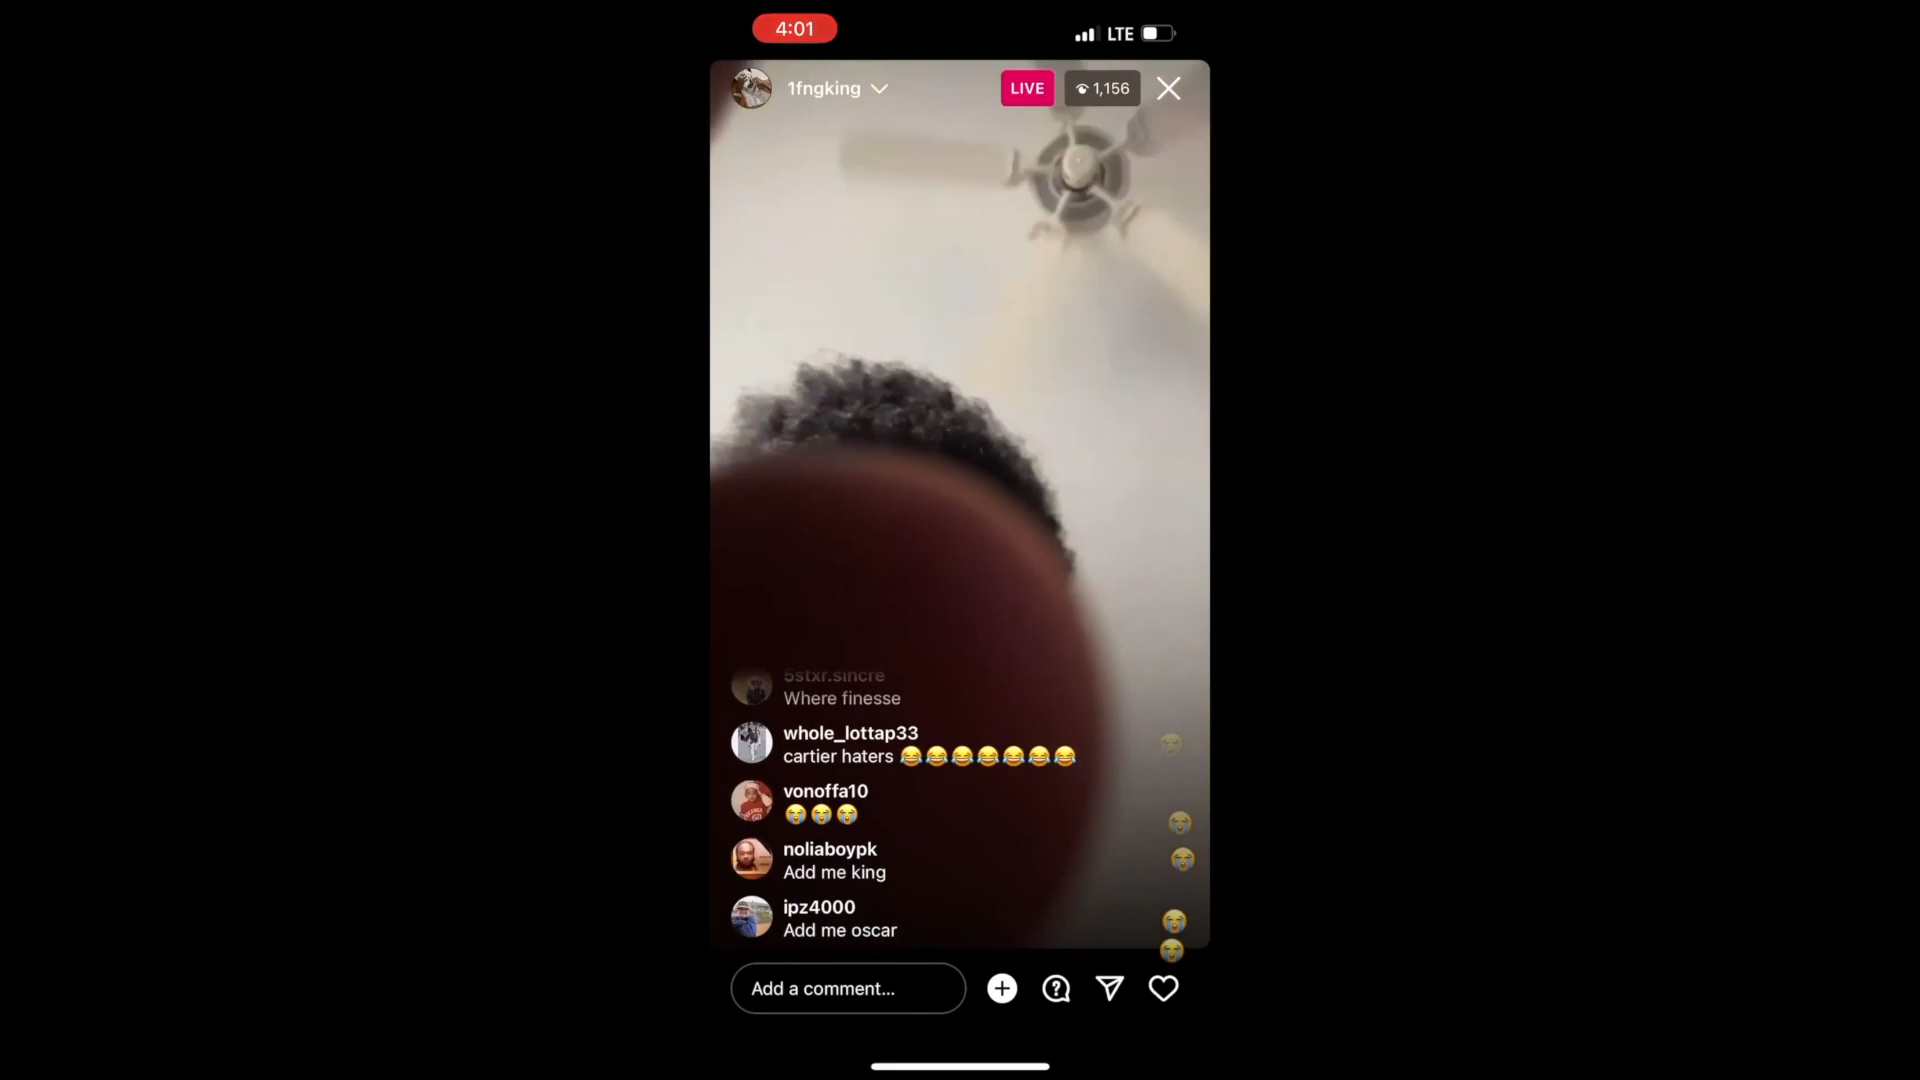 4:01
LTE
1fngking
LIVE
1,156
5stxr.sincre
Where finesse
whole_lottap33
cartier haters 😂😂😂😂😂😂😂
vonoffa10
😭😭😭
noliaboypk
Add me king
ipz4000
Add me oscar
Add a comment...